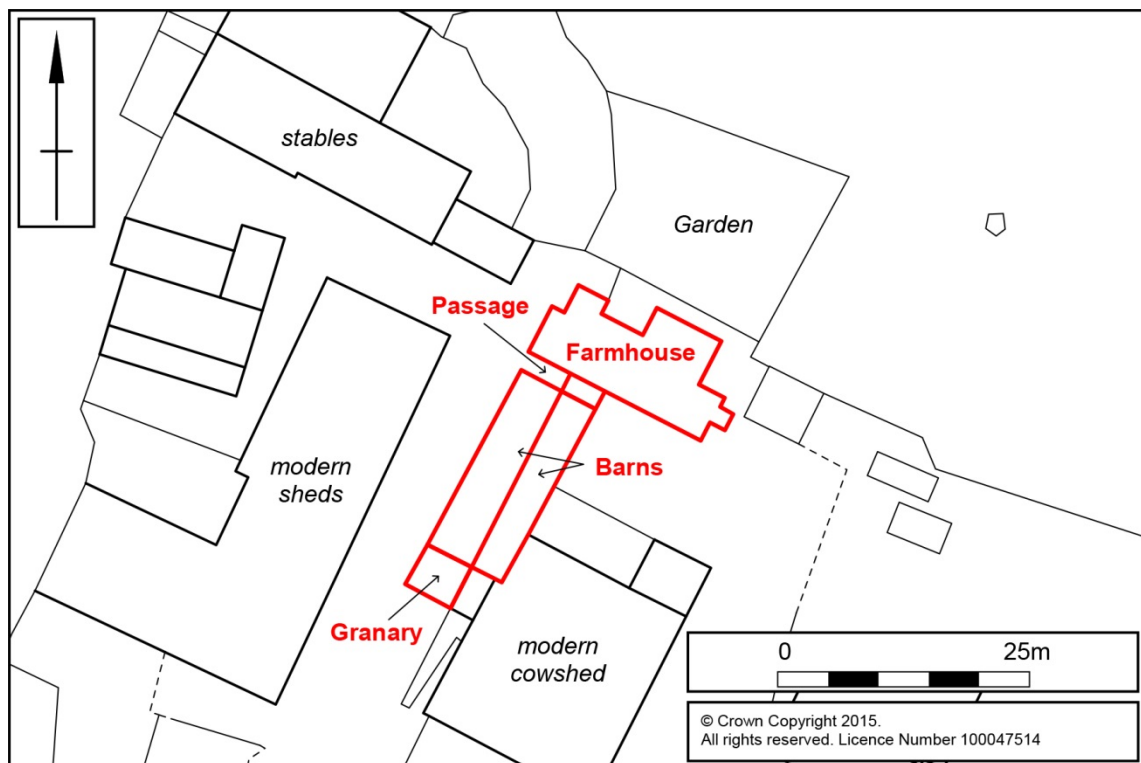 stables
Garden
Passage
Farmhouse
modern
sheds
Barns
Granary
modern
cowshed
0 25m
© Crown Copyright 2015.
All rights reserved. Licence Number 100047514